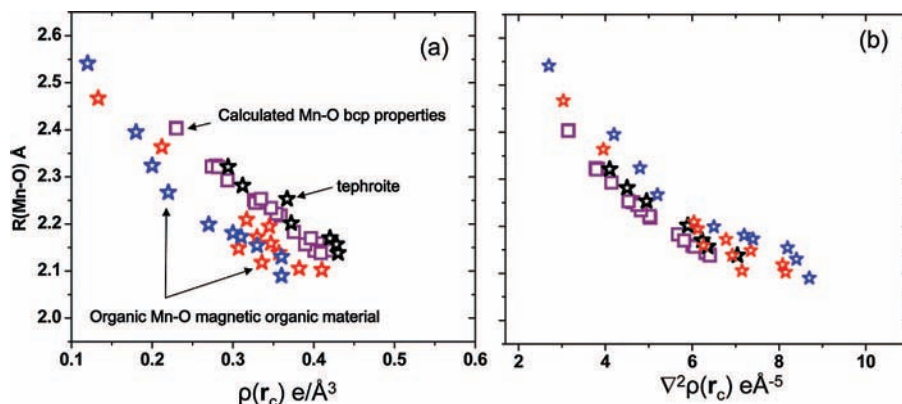 (a)
(b)
2.6
2.5
2.4
2.3
2.2
2.1
2.0
R(Mn-O) Å
Calculated Mn-O bcp properties
tephroite
Organic Mn-O magnetic organic material
0.1 0.2 0.3 0.4 0.5 0.6
2 4 6 8 10
ρ(r_c) e/Å³
∇²ρ(r_c) eÅ⁻⁵